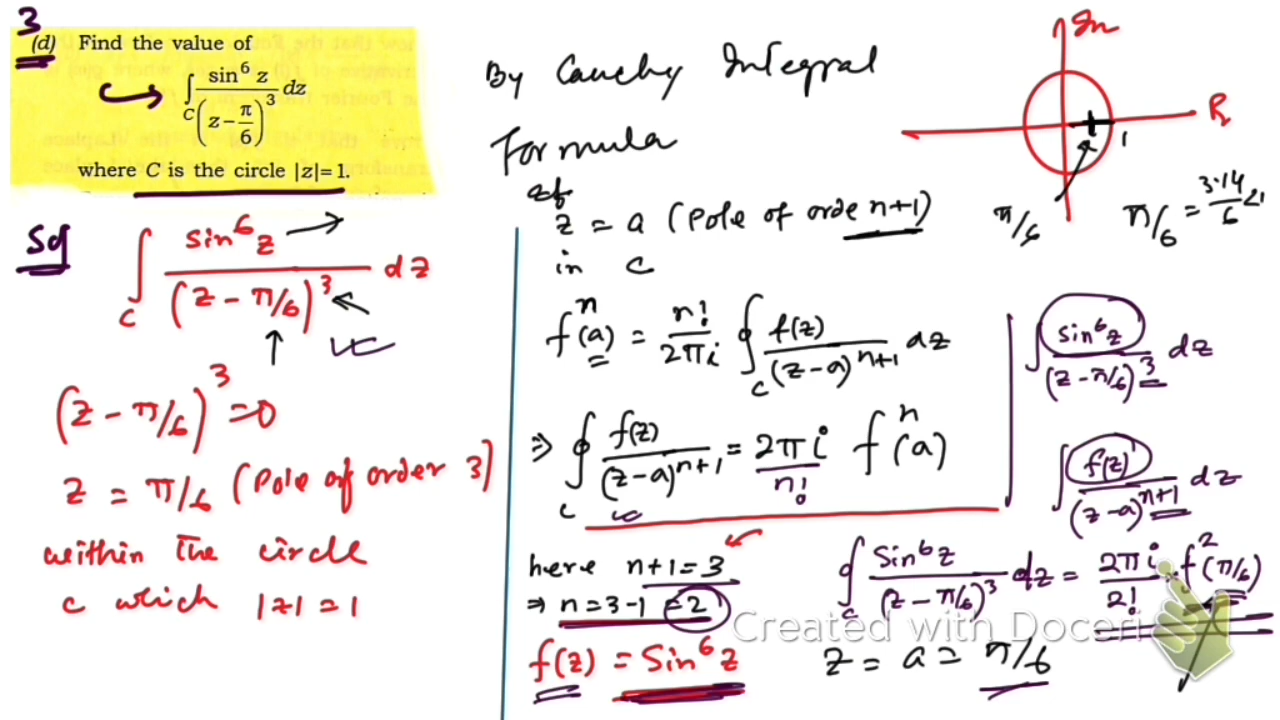 3
(d) Find the value of
∫_C sin⁶ z / (z − π/6)³ dz
where C is the circle |z|=1.
Sol
∫_C sin⁶z / (z − π/6)³ dz
(z − π/6)³ = 0
z = π/6 (Pole of order 3)
within the circle
c which |z| = 1
By Cauchy Integral
Formula
If
z = a (Pole of orde n+1)
in C
fⁿ(a) = n!/2πi ∮_C f(z)/(z−a)ⁿ⁺¹ dz
⇒ ∮_C f(z)/(z−a)ⁿ⁺¹ = 2πi/n! fⁿ(a)
here n+1 = 3
⇒ n = 3−1 = 2
f(z) = Sin⁶z
Im
R
1
π/6
π/6 = 3.14/6 <1
∫ sin⁶z / (z − π/6)³ dz
∫ f(z) / (z−a)ⁿ⁺¹ dz
∮_C Sin⁶z / (z − π/6)³ dz = 2πi/2! f²(π/6)
z = a = π/6
Created with Doceri